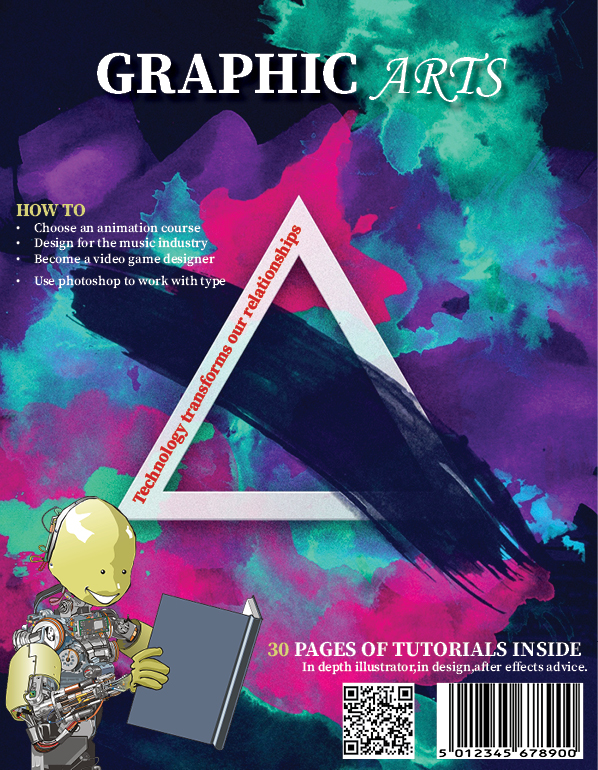 GRAPHIC ARTS
HOW TO
• Choose an animation course
• Design for the music industry
• Become a video game designer
• Use photoshop to work with type
Technology transforms our relationships
30 PAGES OF TUTORIALS INSIDE
In depth illustrator,in design,after effects advice.
5 012345 678900